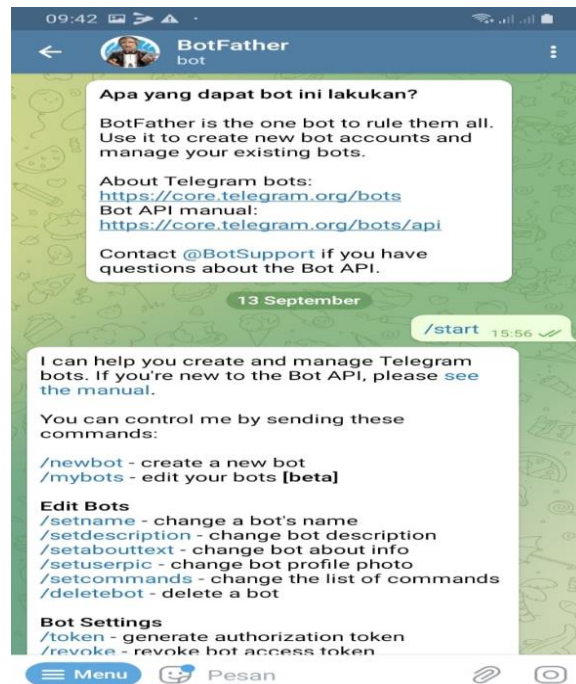 09:42
BotFather
bot
Apa yang dapat bot ini lakukan?
BotFather is the one bot to rule them all.
Use it to create new bot accounts and
manage your existing bots.
About Telegram bots:
https://core.telegram.org/bots
Bot API manual:
https://core.telegram.org/bots/api
Contact @BotSupport if you have
questions about the Bot API.
13 September
/start 15:56
I can help you create and manage Telegram
bots. If you're new to the Bot API, please see
the manual.
You can control me by sending these
commands:
/newbot - create a new bot
/mybots - edit your bots [beta]
Edit Bots
/setname - change a bot's name
/setdescription - change bot description
/setabouttext - change bot about info
/setuserpic - change bot profile photo
/setcommands - change the list of commands
/deletebot - delete a bot
Bot Settings
/token - generate authorization token
/revoke - revoke bot access token
Menu
Pesan